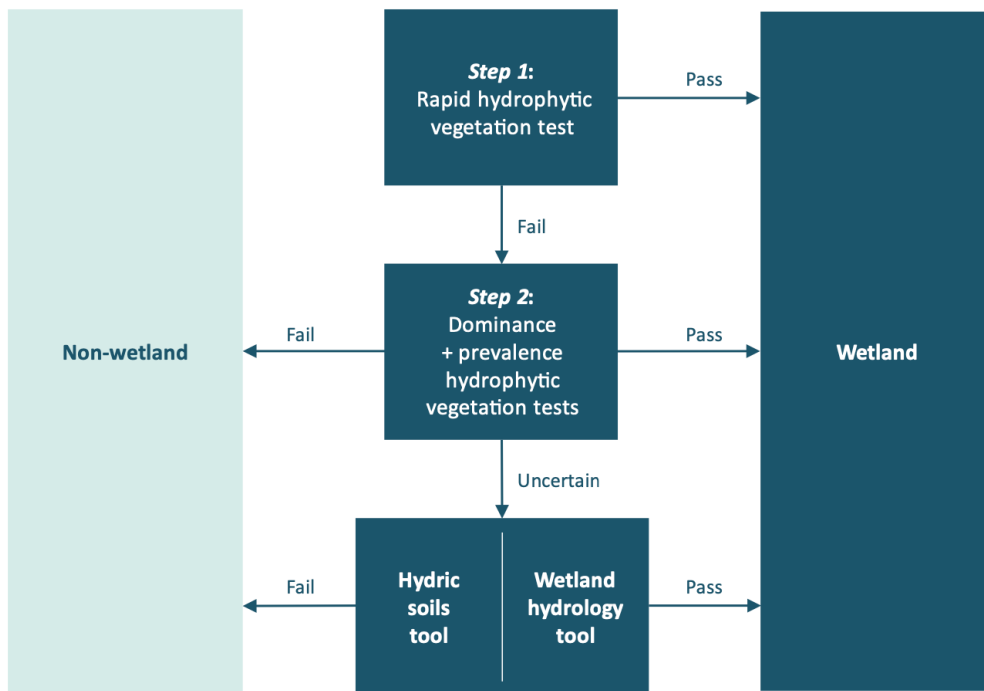 Step 1:
Rapid hydrophytic
vegetation test
Pass
Fail
Step 2:
Dominance
+ prevalence
hydrophytic
vegetation tests
Fail
Pass
Non-wetland
Wetland
Uncertain
Hydric
soils
tool
Wetland
hydrology
tool
Fail
Pass